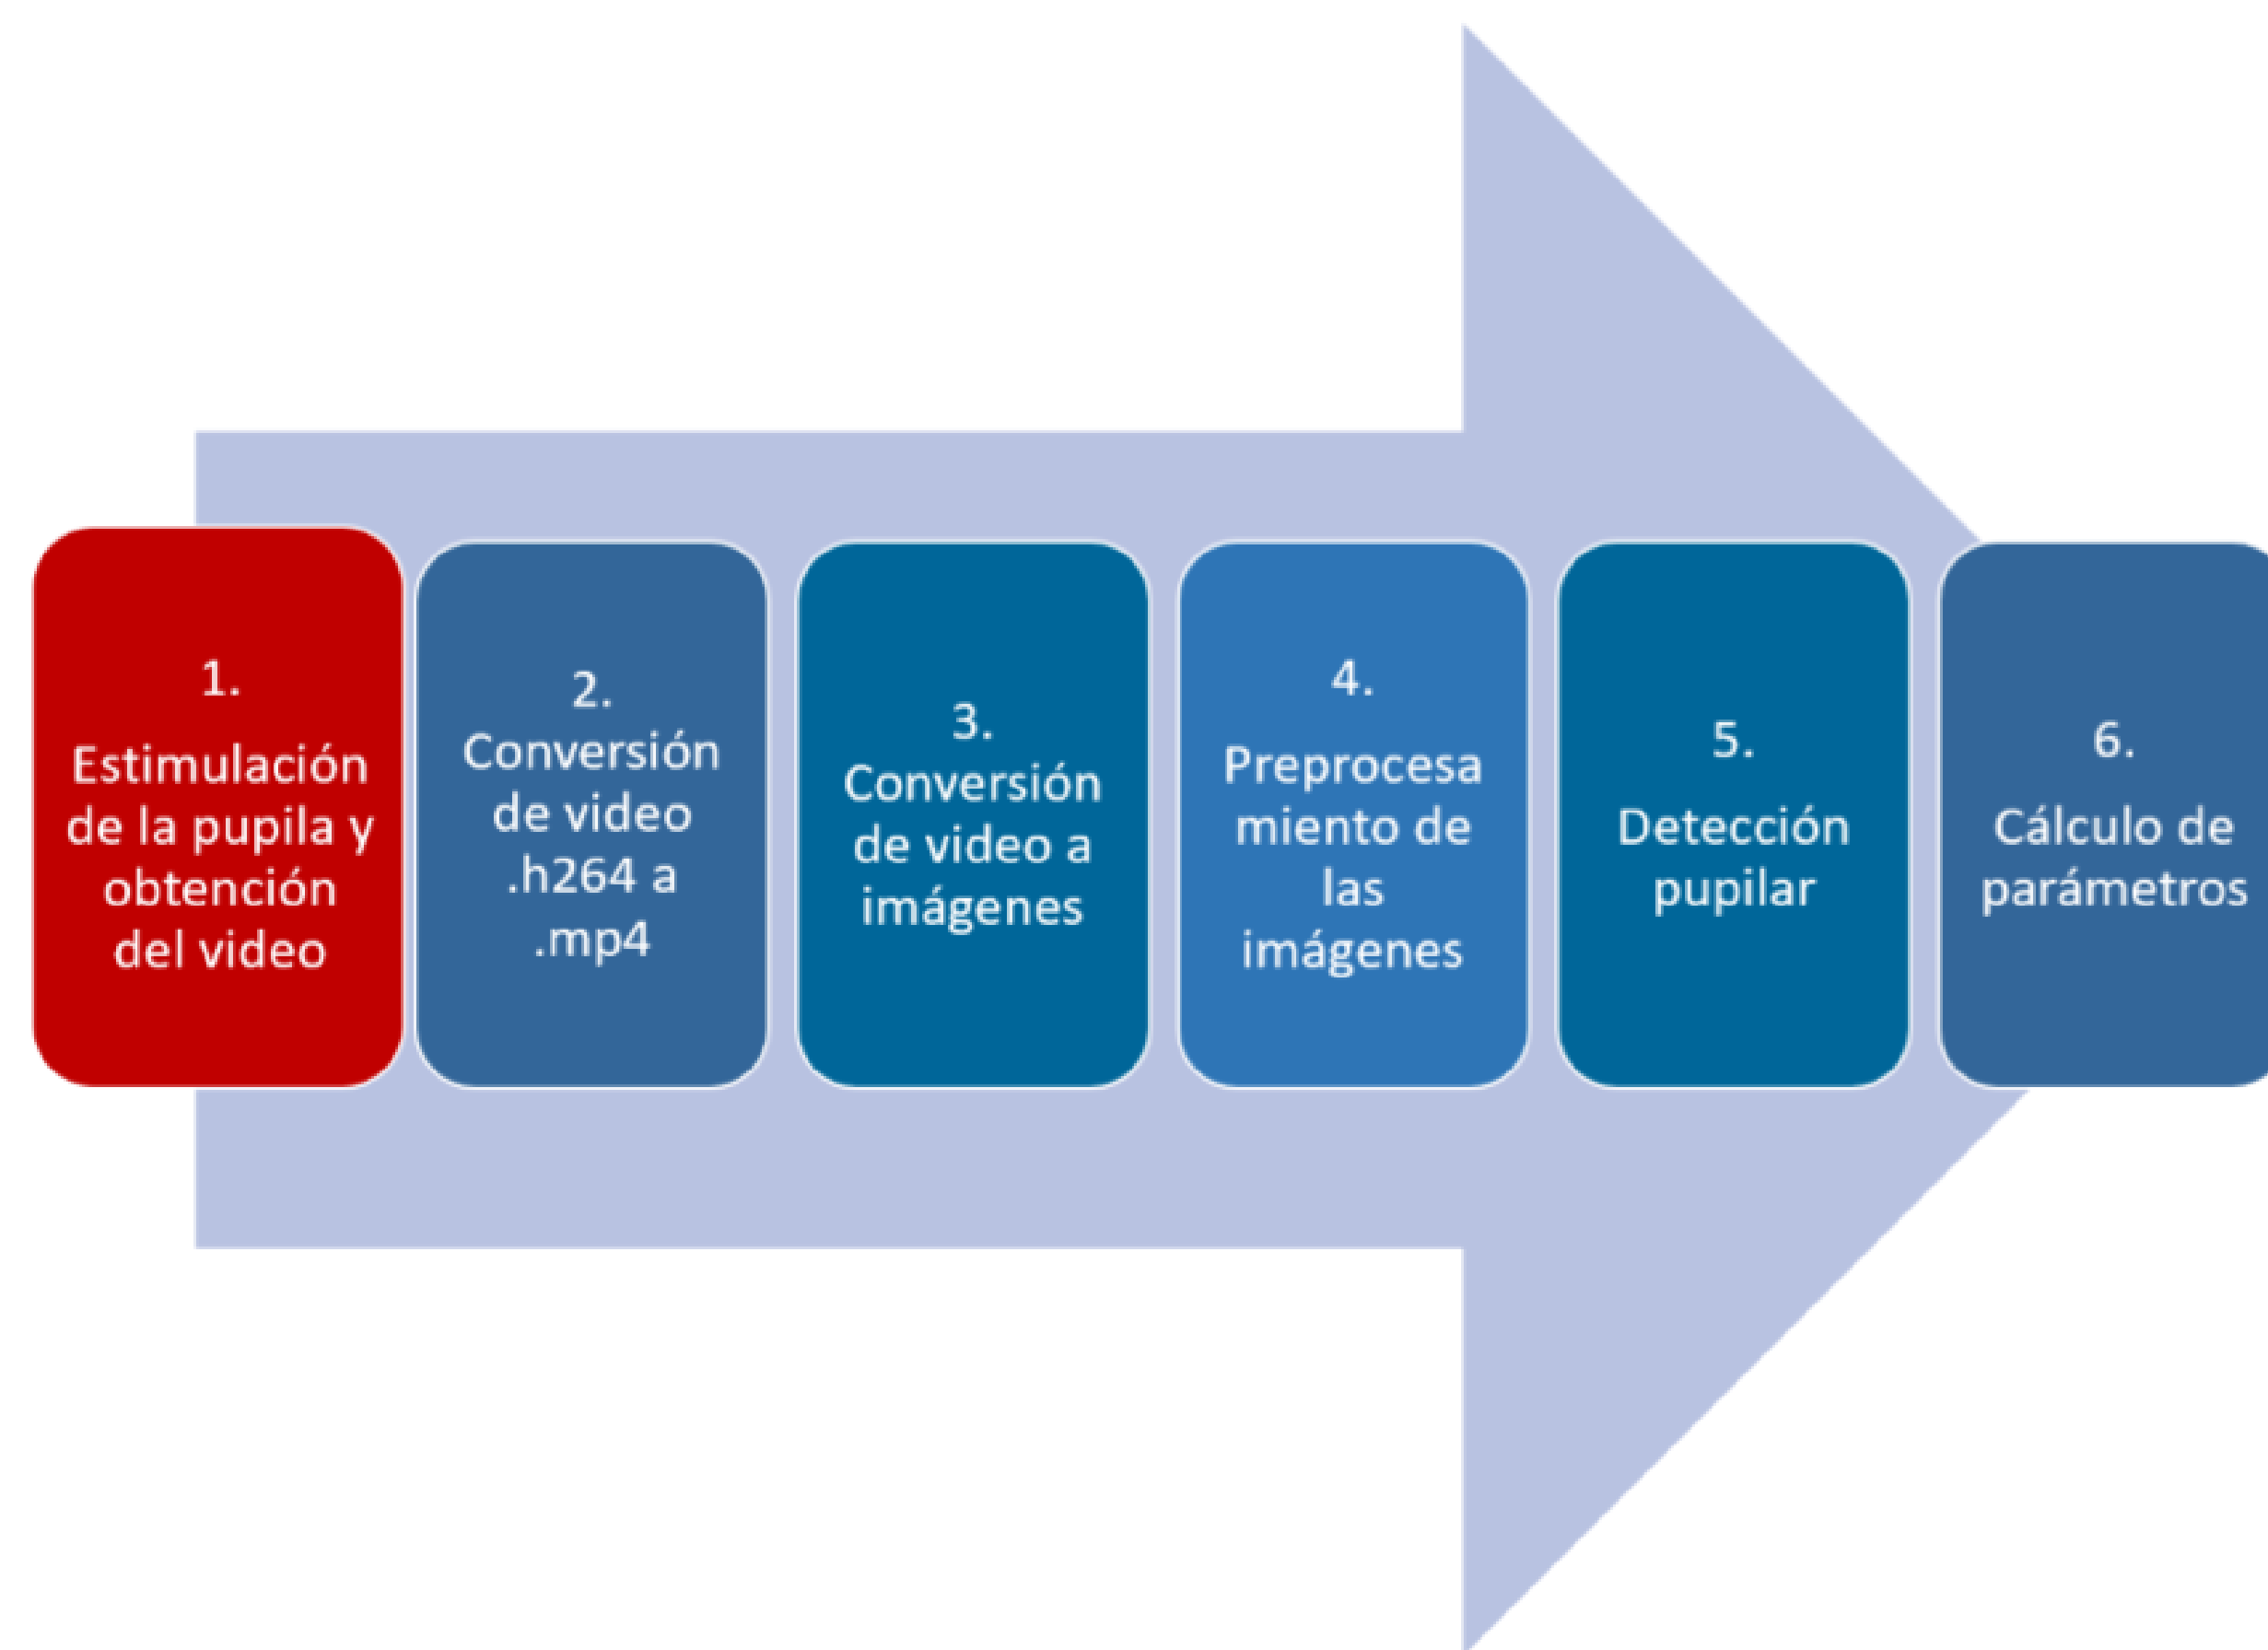 1.
Estimulación
de la pupila y
obtención
del video
2.
Conversión
de video
.h264 a
.mp4
3.
Conversión
de video a
imágenes
4.
Preprocesa
miento de
las
imágenes
5.
Detección
pupilar
6.
Cálculo de
parámetros